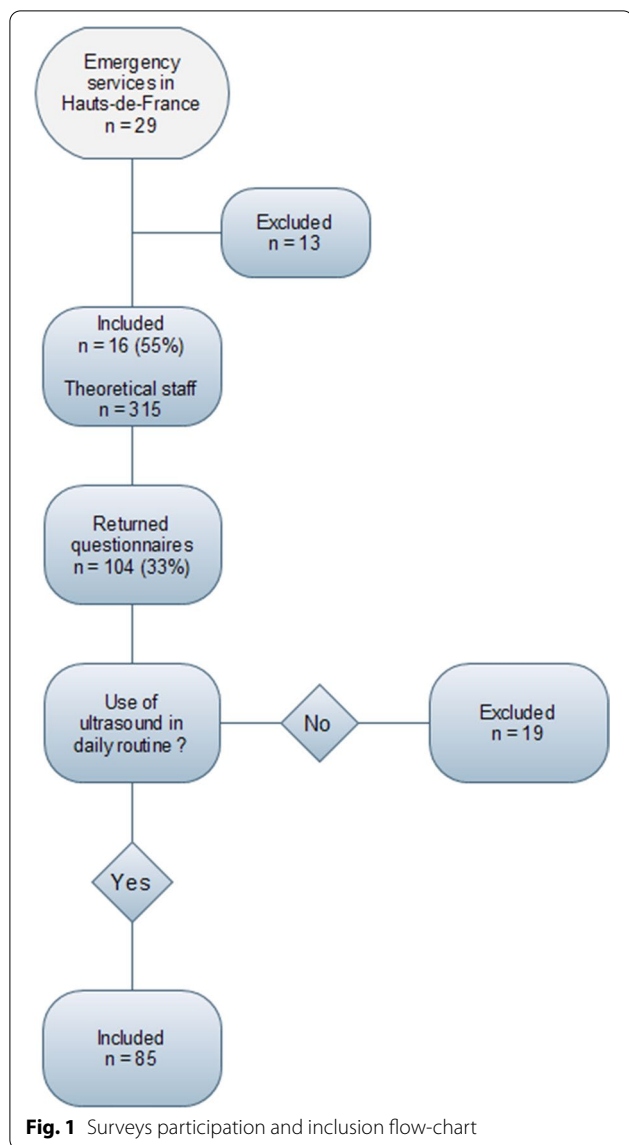 Emergency
services in
Hauts-de-France
n = 29
Excluded
n = 13
Included
n = 16 (55%)
Theoretical staff
n = 315
Returned
questionnaires
n = 104 (33%)
Use of
ultrasound in
daily routine ?
No
Excluded
n = 19
Yes
Included
n = 85
Fig. 1 Surveys participation and inclusion flow-chart